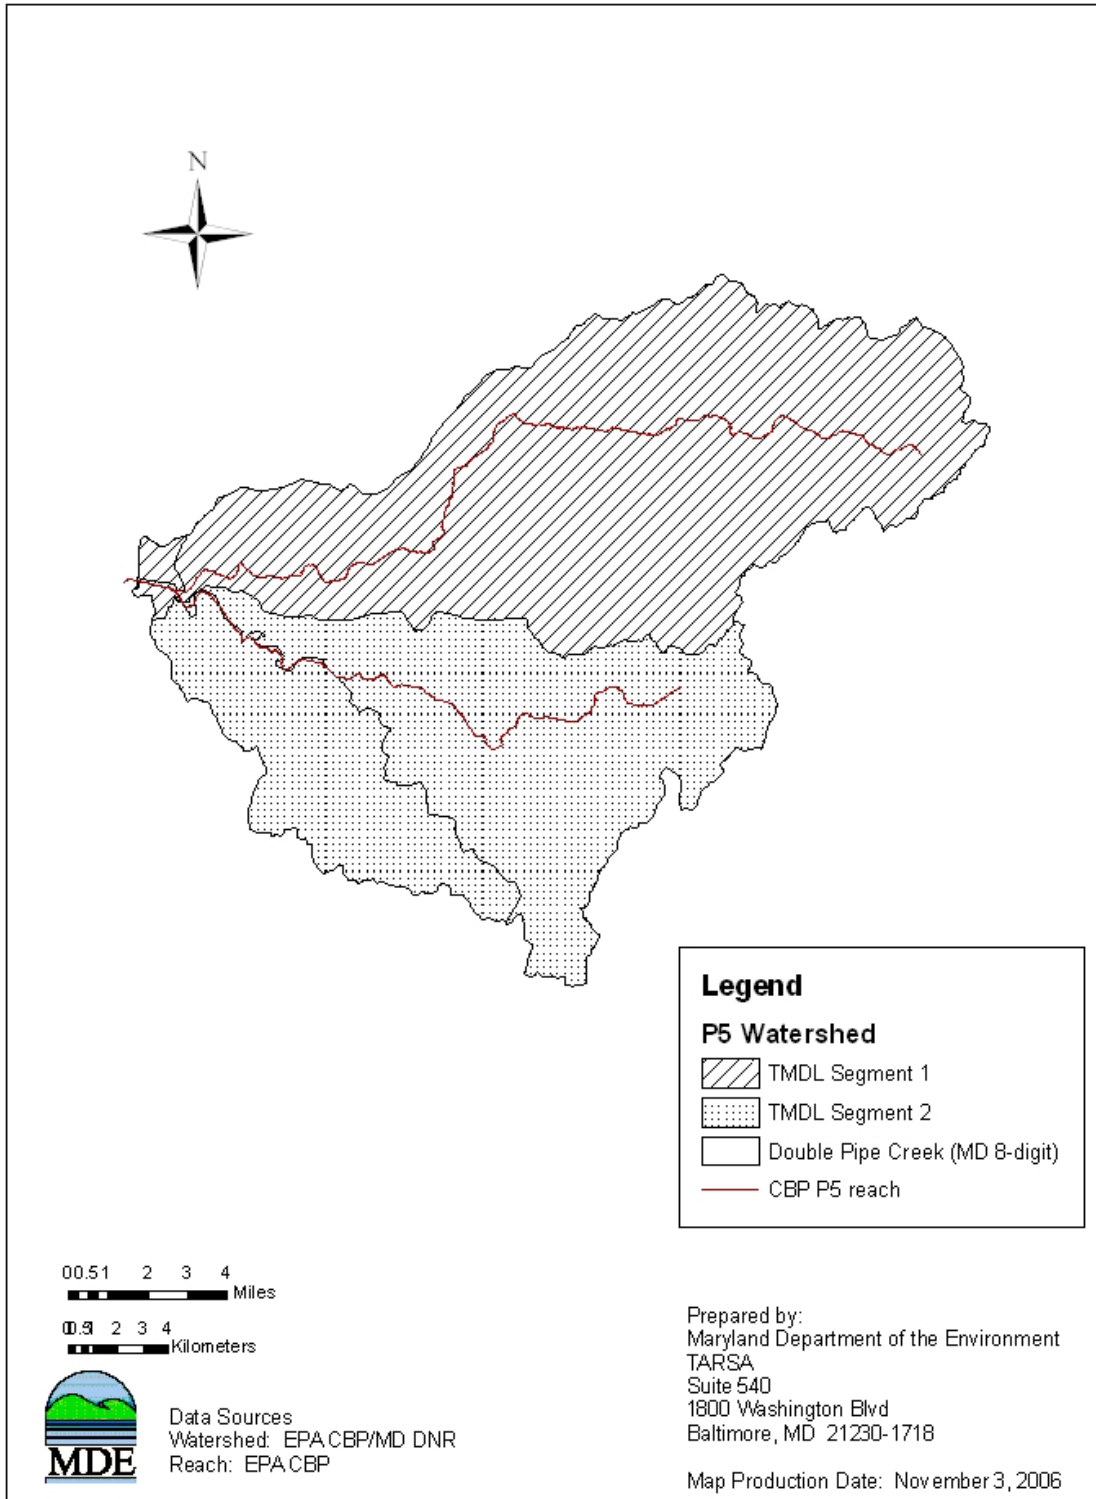 N
Legend
P5 Watershed
TMDL Segment 1
TMDL Segment 2
Double Pipe Creek (MD 8-digit)
CBP P5 reach
00.51 2 3 4
Miles
2 3 4
Kilometers
MDE
Data Sources
Watershed: EPA CBP/MD DNR
Reach: EPA CBP
Prepared by:
Maryland Department of the Environment
TARSA
Suite 540
1800 Washington Blvd
Baltimore, MD 21230-1718
Map Production Date: November 3, 2006